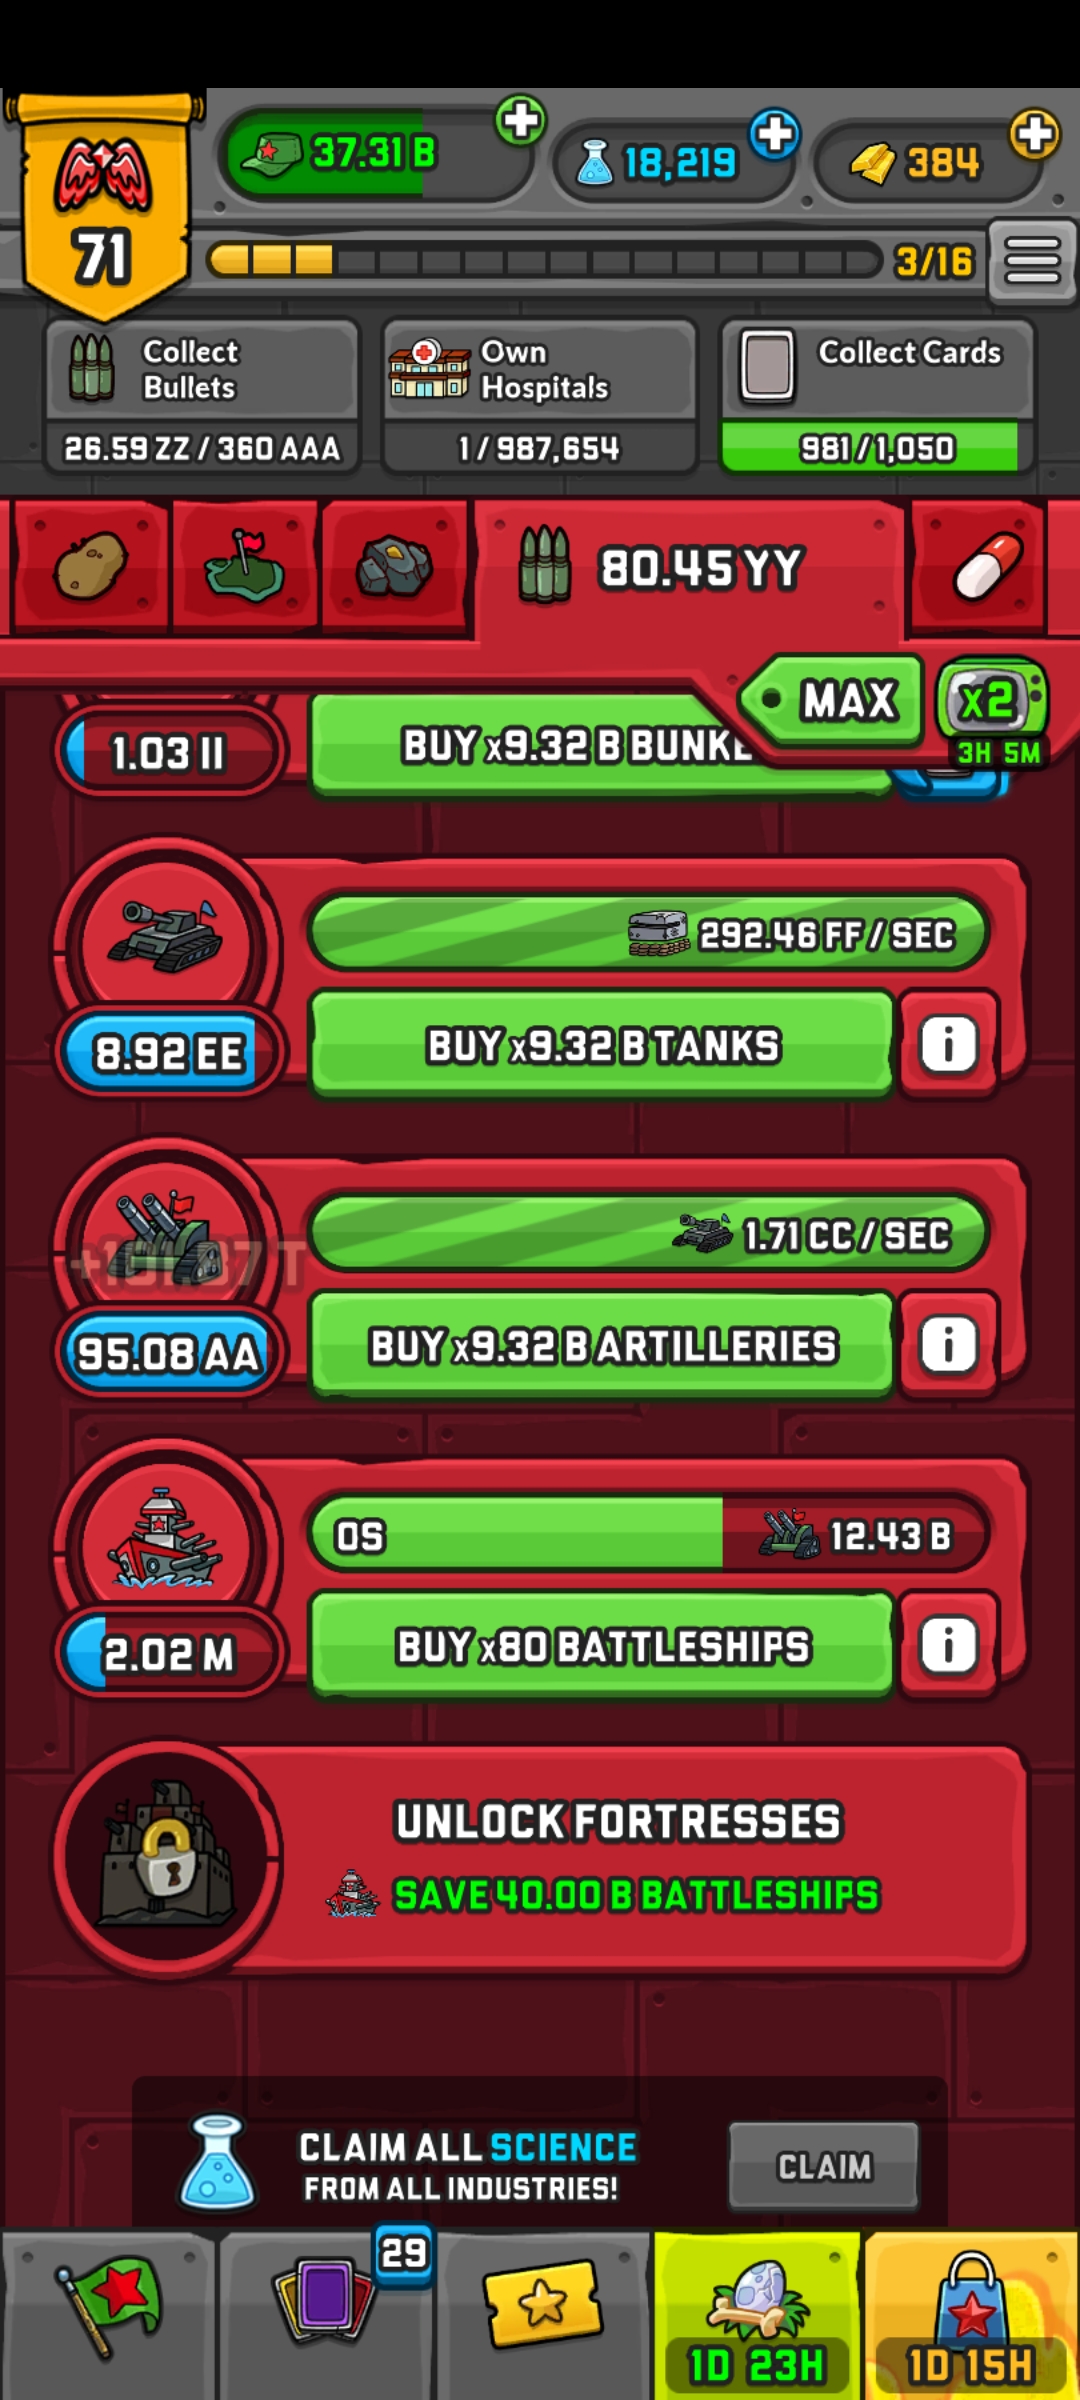 37.31 B
18,219
384
71
3/16
Collect
Bullets
Own
Hospitals
Collect Cards
26.59 ZZ / 360 AAA
1 / 987,654
981 / 1,050
80.45 YY
MAX
x2
3H 5M
1.03 II
BUY x9.32 B BUNKE
292.46 FF / SEC
8.92 EE
BUY x9.32 B TANKS
i
1.71 CC / SEC
95.08 AA
BUY x9.32 B ARTILLERIES
i
0S
12.43 B
2.02 M
BUY x80 BATTLESHIPS
i
UNLOCK FORTRESSES
SAVE 40.00 B BATTLESHIPS
CLAIM ALL SCIENCE
FROM ALL INDUSTRIES!
CLAIM
29
1D 23H
1D 15H